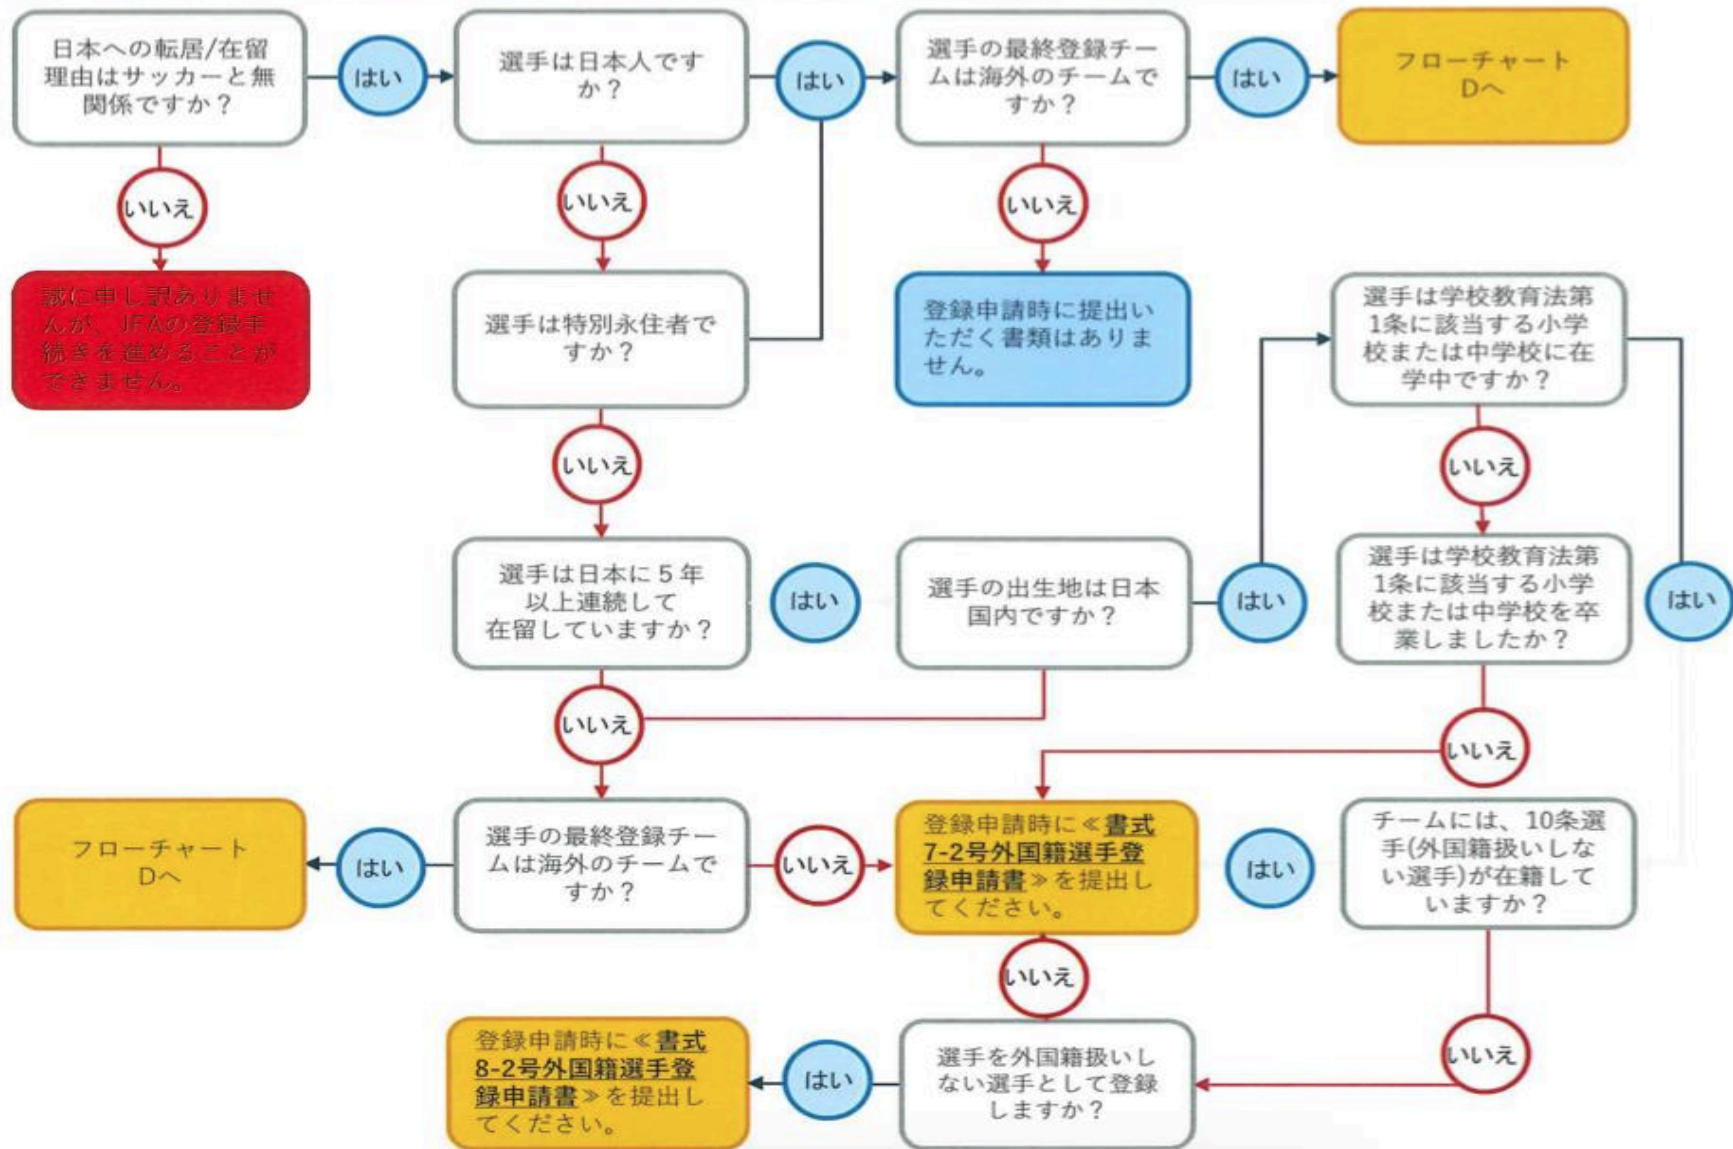 日本への転居/在留
理由はサッカーと無
関係ですか？
はい
選手は日本人です
か？
はい
選手の最終登録チー
ムは海外のチームで
すか？
はい
フローチャート
Dへ
いいえ
いいえ
いいえ
誠に申し訳ありませ
んが、JFAの登録手
続きを進めることが
できません。
選手は特別永住者で
すか？
登録申請時に提出い
ただく書類はありま
せん。
選手は学校教育法第
1条に該当する小学
校または中学校に在
学中ですか？
いいえ
いいえ
選手は日本に５年
以上連続して
在留していますか？
はい
選手の出生地は日本
国内ですか？
はい
選手は学校教育法第
1条に該当する小学
校または中学校を卒
業しましたか？
はい
いいえ
いいえ
フローチャート
Dへ
はい
選手の最終登録チー
ムは海外のチームで
すか？
いいえ
登録申請時に≪書式
7-2号外国籍選手登
録申請書≫を提出し
てください。
はい
チームには、10条選
手(外国籍扱いしな
い選手)が在籍して
いますか？
いいえ
いいえ
登録申請時に≪書式
8-2号外国籍選手登
録申請書≫を提出し
てください。
はい
選手を外国籍扱いし
ない選手として登録
しますか？